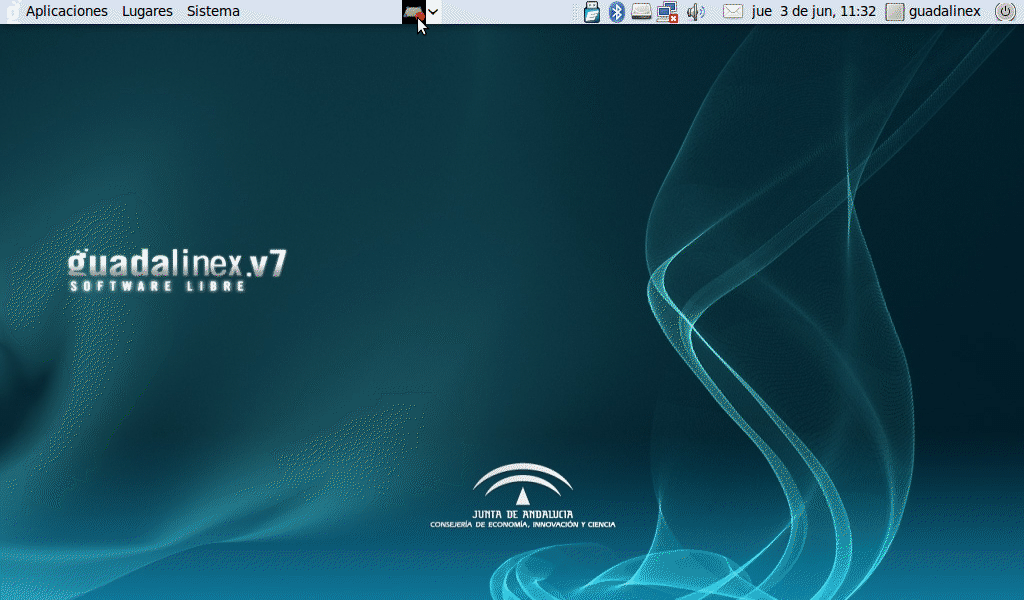 Aplicaciones Lugares Sistema jue 3 de jun, 11:32 guadalinex
guadalinex.v7
SOFTWARE LIBRE
JUNTA DE ANDALUCIA
CONSEJERÍA DE ECONOMÍA, INNOVACIÓN Y CIENCIA